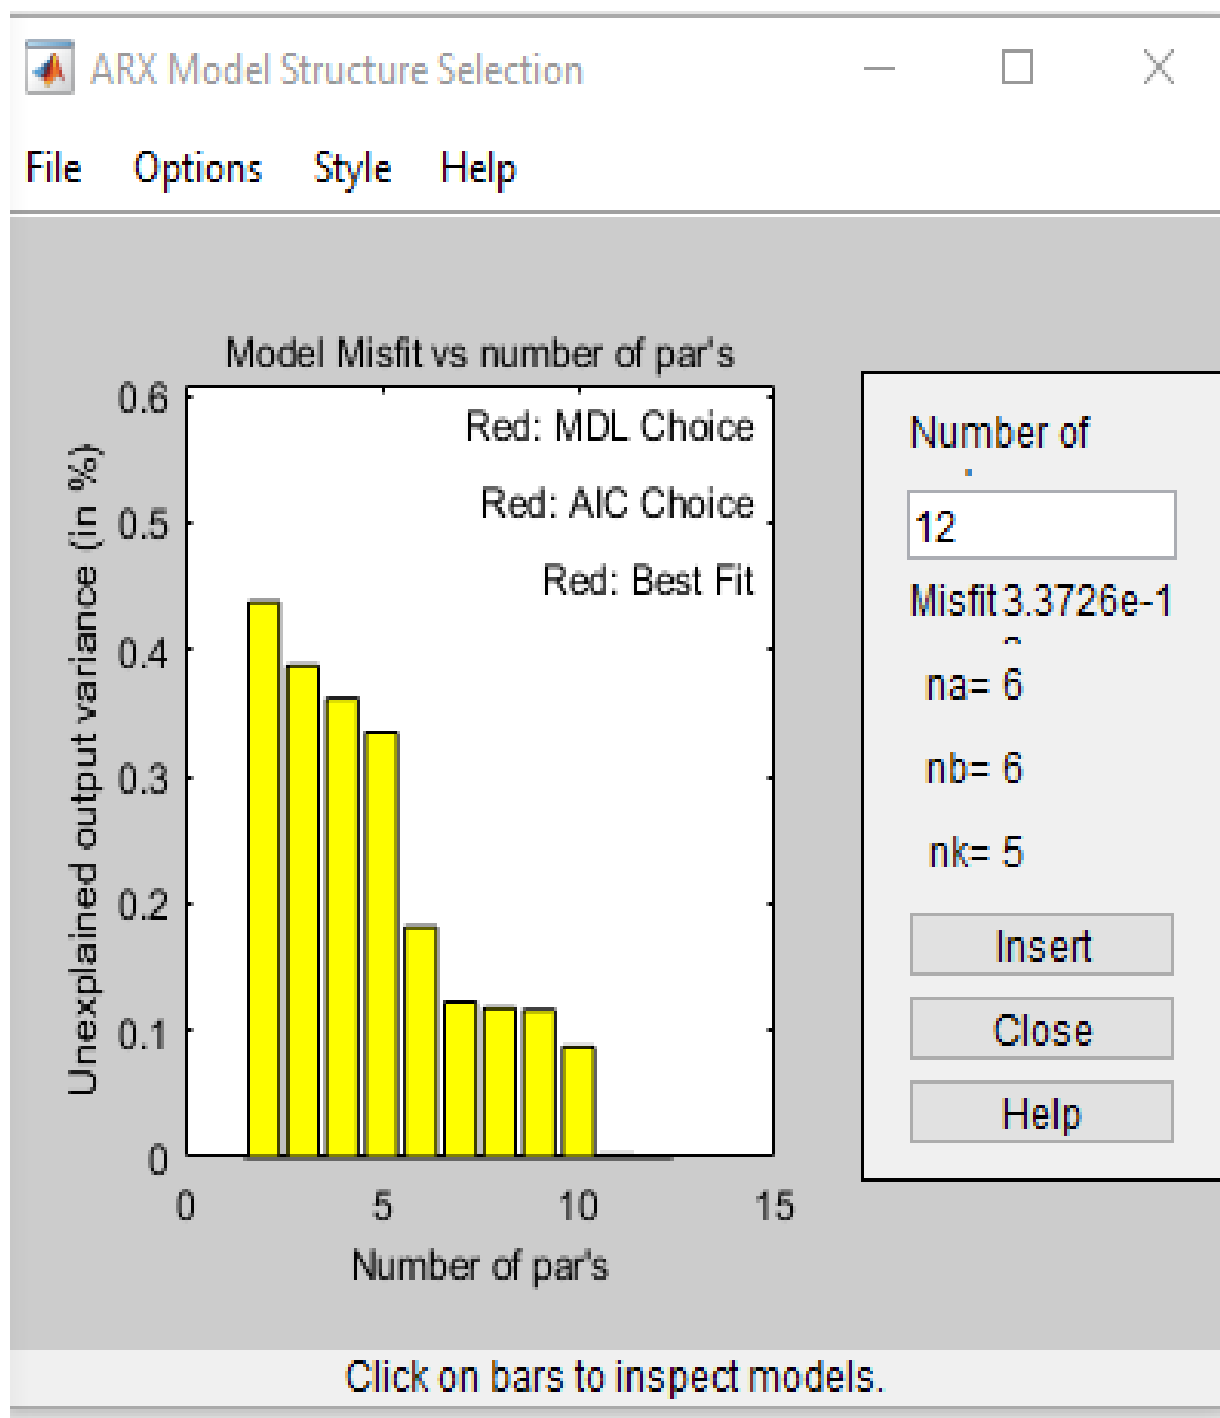 ARX Model Structure Selection
File Options Style Help
Model Misfit vs number of par's
Red: MDL Choice
Red: AIC Choice
Red: Best Fit
Unexplained output variance (in %)
0.6
0.5
0.4
0.3
0.2
0.1
0
0 5 10 15
Number of par's
Number of
12
Misfit 3.3726e-1
na= 6
nb= 6
nk= 5
Insert
Close
Help
Click on bars to inspect models.